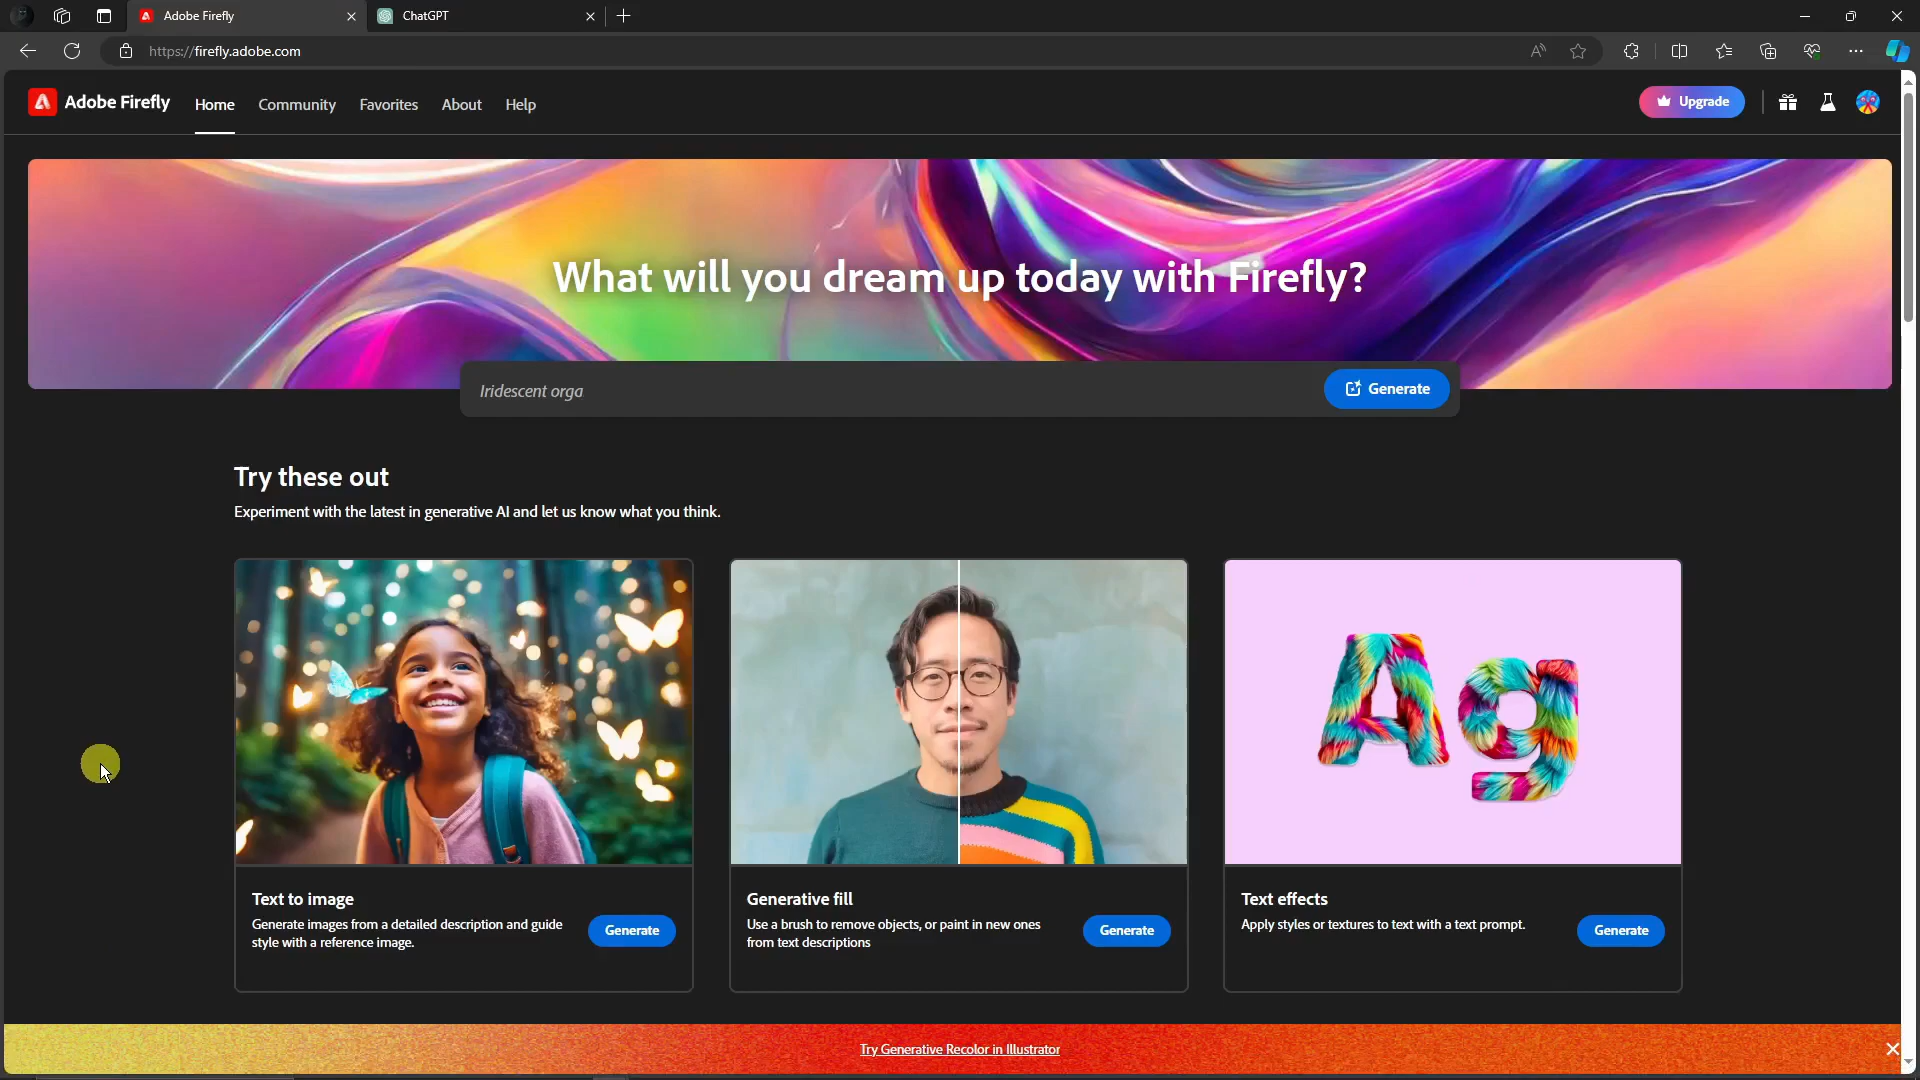 Adobe Firefly
ChatGPT
https://firefly.adobe.com
Adobe Firefly
Home
Community
Favorites
About
Help
Upgrade
What will you dream up today with Firefly?
Iridescent orga
Generate
Try these out
Experiment with the latest in generative AI and let us know what you think.
Ag
Text to image
Generate images from a detailed description and guide
style with a reference image.
Generate
Generative fill
Use a brush to remove objects, or paint in new ones
from text descriptions
Generate
Text effects
Apply styles or textures to text with a text prompt.
Generate
Try Generative Recolor in Illustrator